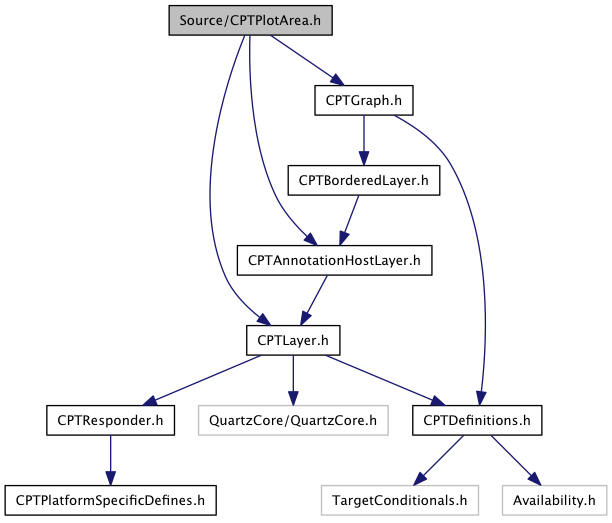 Source/CPTPlotArea.h
CPTGraph.h
CPTBorderedLayer.h
CPTAnnotationHostLayer.h
CPTLayer.h
CPTResponder.h
QuartzCore/QuartzCore.h
CPTDefinitions.h
CPTPlatformSpecificDefines.h
TargetConditionals.h
Availability.h